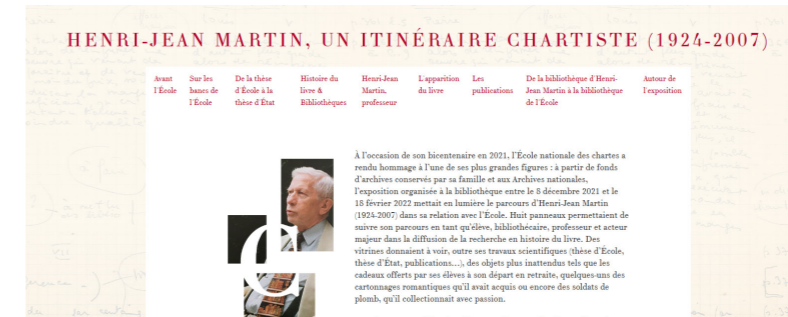 HENRI-JEAN MARTIN, UN ITINÉRAIRE CHARTISTE (1924-2007)
Avant
l'École
Sur les
bancs de
l'École
De la thèse
d'École à la
thèse d'État
Histoire du
livre &
Bibliothèques
Henri-Jean
Martin,
professeur
L'apparition
du livre
Les
publications
De la bibliothèque d'Henri-
Jean Martin à la bibliothèque
de l'École
Autour de
l'exposition
À l'occasion de son bicentenaire en 2021, l'École nationale des chartes a
rendu hommage à l'une de ses plus grandes figures : à partir de fonds
d'archives conservés par sa famille et aux Archives nationales,
l'exposition organisée à la bibliothèque entre le 8 décembre 2021 et le
18 février 2022 mettait en lumière le parcours d'Henri-Jean Martin
(1924-2007) dans sa relation avec l'École. Huit panneaux permettaient de
suivre son parcours en tant qu'élève, bibliothécaire, professeur et acteur
majeur dans la diffusion de la recherche en histoire du livre. Des
vitrines donnaient à voir, outre ses travaux scientifiques (thèse d'École,
thèse d'État, publications...), des objets plus inattendus tels que les
cadeaux offerts par ses élèves à son départ en retraite, quelques-uns des
cartonnages romantiques qu'il avait acquis ou encore des soldats de
plomb, qu'il collectionnait avec passion.
C